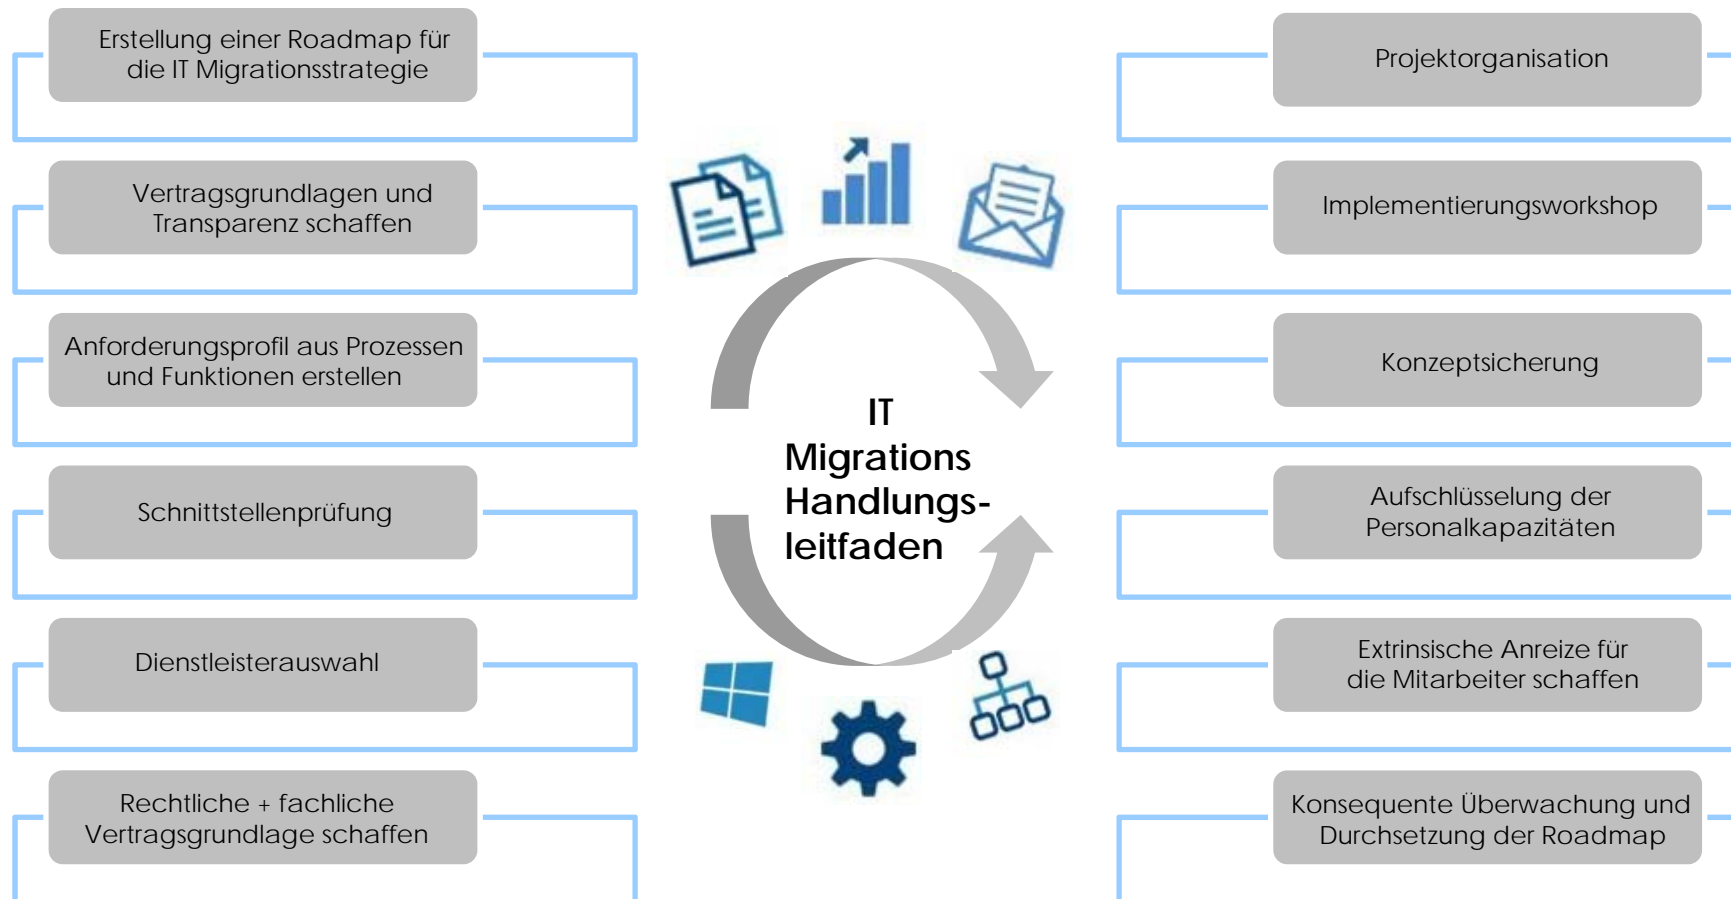 Erstellung einer Roadmap für
die IT Migrationsstrategie
Vertragsgrundlagen und
Transparenz schaffen
Anforderungsprofil aus Prozessen
und Funktionen erstellen
Schnittstellenprüfung
Dienstleisterauswahl
Rechtliche + fachliche
Vertragsgrundlage schaffen
IT
Migrations
Handlungs-
leitfaden
Projektorganisation
Implementierungsworkshop
Konzeptsicherung
Aufschlüsselung der
Personalkapazitäten
Extrinsische Anreize für
die Mitarbeiter schaffen
Konsequente Überwachung und
Durchsetzung der Roadmap